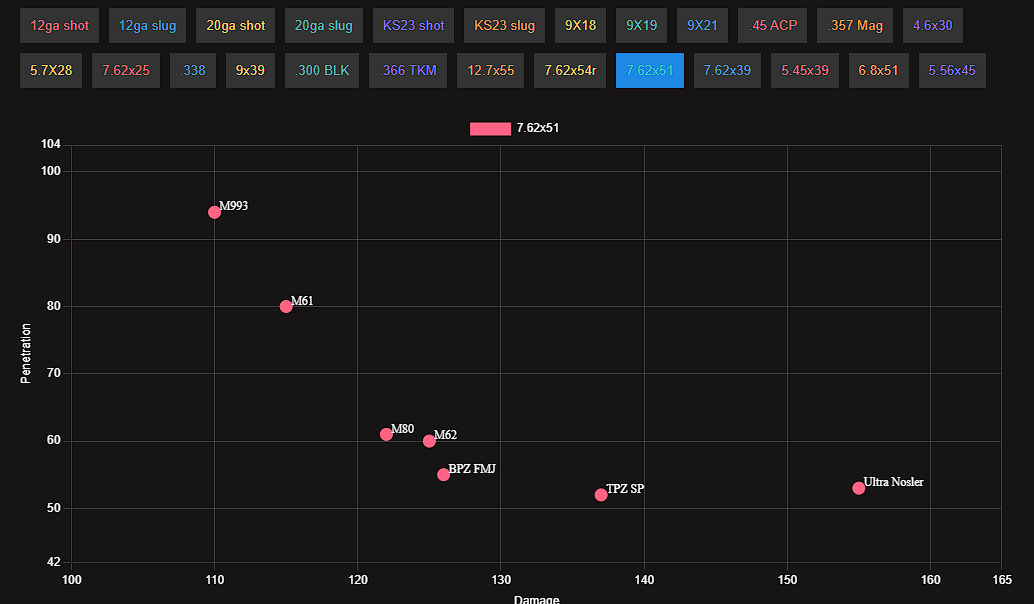 12ga shot 12ga slug 20ga shot 20ga slug KS23 shot KS23 slug 9X18 9X19 9X21 .45 ACP .357 Mag 4.6x30
5.7X28 7.62x25 .338 9x39 .300 BLK .366 TKM 12.7x55 7.62x54r 7.62x51 7.62x39 5.45x39 6.8x51 5.56x45
7.62x51
104
100
M993
90
M61
80
Penetration
70
M80
M62
60
BPZ FMJ
TPZ SP
Ultra Nosler
50
42
100 110 120 130 140 150 160 165
Damage